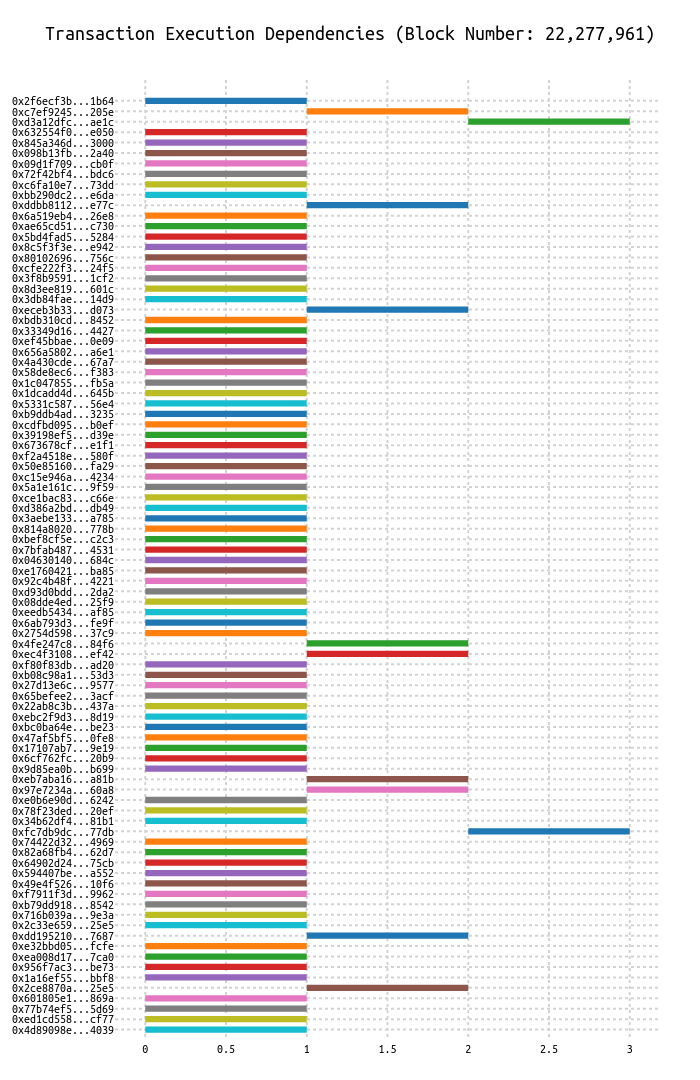 Transaction Execution Dependencies (Block Number: 22,277,961)
0x2f6ecf3b...1b64
0xc7ef9245...205e
0xd3a12dfc...ae1c
0x632554f0...e050
0x845a346d...3000
0x098b13fb...2a40
0x09d1f709...cb0f
0x72f42bf4...bdc6
0xc6fa10e7...73dd
0xbb290dc2...e6da
0xddbb8112...e77c
0x6a519eb4...26e8
0xae65cd51...c730
0x5bd4fad5...5284
0x8c5f3f3e...e942
0x80102696...756c
0xcfe222f3...24f5
0x3f8b9591...1cf2
0x8d3ee819...601c
0x3db84fae...14d9
0xeceb3b33...d073
0xbdb310cd...8452
0x33349d16...4427
0xef45bbae...0e09
0x656a5802...a6e1
0x4a430cde...67a7
0x58de8ec6...f383
0x1c047855...fb5a
0x1dcadd4d...645b
0x5331c587...56e4
0xb9ddb4ad...3235
0xcdfbd095...b0ef
0x39198ef5...d39e
0x673678cf...e1f1
0xf2a4518e...580f
0x50e85160...fa29
0xc15e946a...4234
0x5a1e161c...9f59
0xce1bac83...c66e
0xd386a2bd...db49
0x3aebe133...a785
0x814a8020...778b
0xbef8cf5e...c2c3
0x7bfab487...4531
0x04630140...684c
0xe1760421...ba85
0x92c4b48f...4221
0xd93d0bdd...2da2
0x08dde4ed...25f9
0xeedb5434...af85
0x6ab793d3...fe9f
0x2754d598...37c9
0x4fe247c8...84f6
0xec4f3108...ef42
0xf80f83db...ad20
0xb08c98a1...53d3
0x27d13e6c...9577
0x65befee2...3acf
0x22ab8c3b...437a
0xebc2f9d3...8d19
0xbc0ba64e...be23
0x47af5bf5...0fe8
0x17107ab7...9e19
0x6cf762fc...20b9
0x9d85ea0b...b699
0xeb7aba16...a81b
0x97e7234a...60a8
0xe0b6e90d...6242
0x78f23ded...20ef
0x34b62df4...81b1
0xfc7db9dc...77db
0x74422d32...4969
0x82a68fb4...62d7
0x64902d24...75cb
0x594407be...a552
0x49e4f526...10f6
0xf7911f3d...9962
0xb79dd918...8542
0x716b039a...9e3a
0x2c33e659...25e5
0xdd195210...7687
0xe32bbd05...fcfe
0xea008d17...7ca0
0x956f7ac3...be73
0x1a16ef55...bbf8
0x2ce8870a...25e5
0x601805e1...869a
0x77b74ef5...5d69
0xed1cd558...cf77
0x4d89098e...4039
0 0.5 1 1.5 2 2.5 3